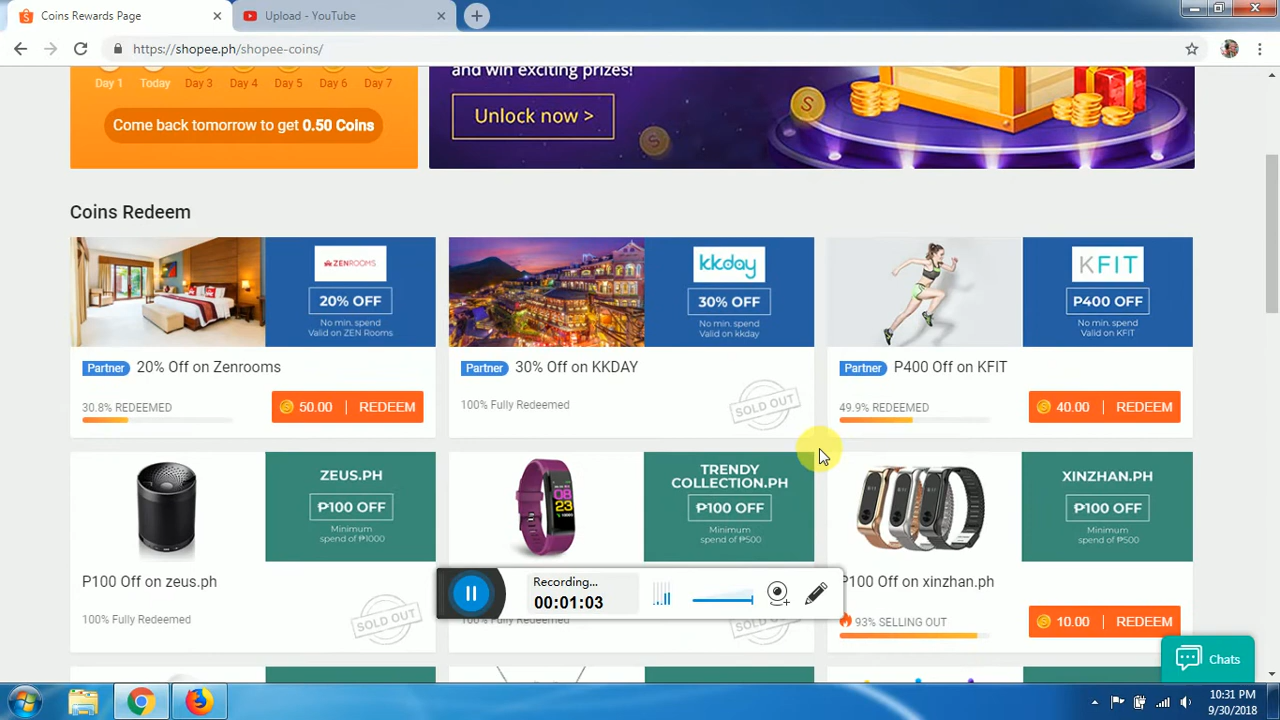 Coins Rewards Page
Upload - YouTube
https://shopee.ph/shopee-coins/
Day 1 Today Day 3 Day 4 Day 5 Day 6 Day 7
Come back tomorrow to get 0.50 Coins
and win exciting prizes!
Unlock now >
Coins Redeem
ZENROOMS
20% OFF
No min. spend
Valid on ZEN Rooms
Partner 20% Off on Zenrooms
30.8% REDEEMED
50.00 | REDEEM
kkday
30% OFF
No min. spend
Valid on kkday
Partner 30% Off on KKDAY
100% Fully Redeemed
SOLD OUT
KFIT
P400 OFF
No min. spend
Valid on KFIT
Partner P400 Off on KFIT
49.9% REDEEMED
40.00 | REDEEM
ZEUS.PH
₱100 OFF
Minimum
spend of ₱1000
P100 Off on zeus.ph
100% Fully Redeemed
SOLD OUT
08
23
TRENDY
COLLECTION.PH
₱100 OFF
Minimum
spend of ₱500
XINZHAN.PH
₱100 OFF
Minimum
spend of ₱500
P100 Off on xinzhan.ph
93% SELLING OUT
10.00 | REDEEM
Recording...
00:01:03
Chats
10:31 PM
9/30/2018